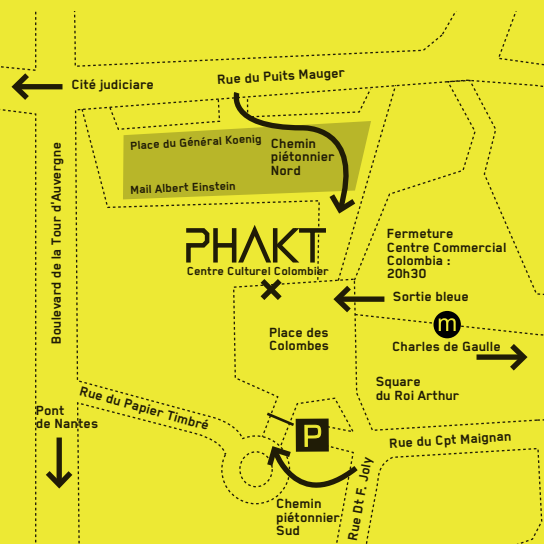 Cité judiciare
Rue du Puits Mauger
Place du Général Koenig
Chemin
piétonnier
Nord
Mail Albert Einstein
Boulevard de la Tour d'Auvergne
PHAKT
Centre Culturel Colombier
Fermeture
Centre Commercial
Colombia :
20h30
Sortie bleue
m
Charles de Gaulle
Place des
Colombes
Square
du Roi Arthur
Rue du Papier Timbré
Pont
de Nantes
P
Rue du Cpt Maignan
Rue Dt F. Joly
Chemin
piétonnier
Sud